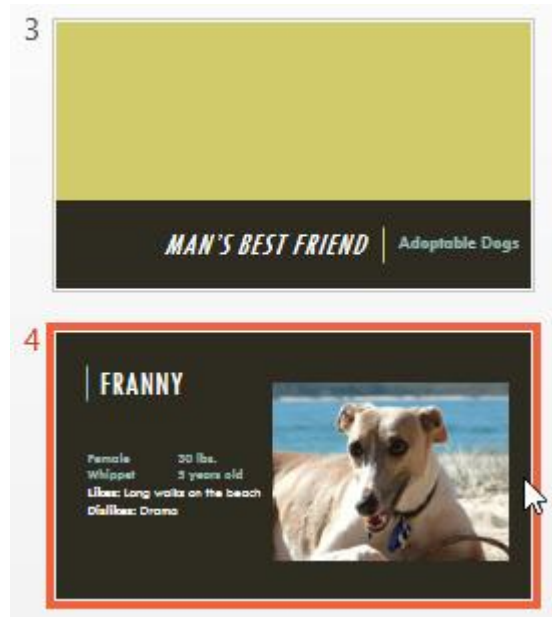 3
MAN'S BEST FRIEND | Adoptable Dogs
4
FRANNY
Female 30 lbs.
Whippet 3 years old
Likes: Long walks on the beach
Dislikes: Drama